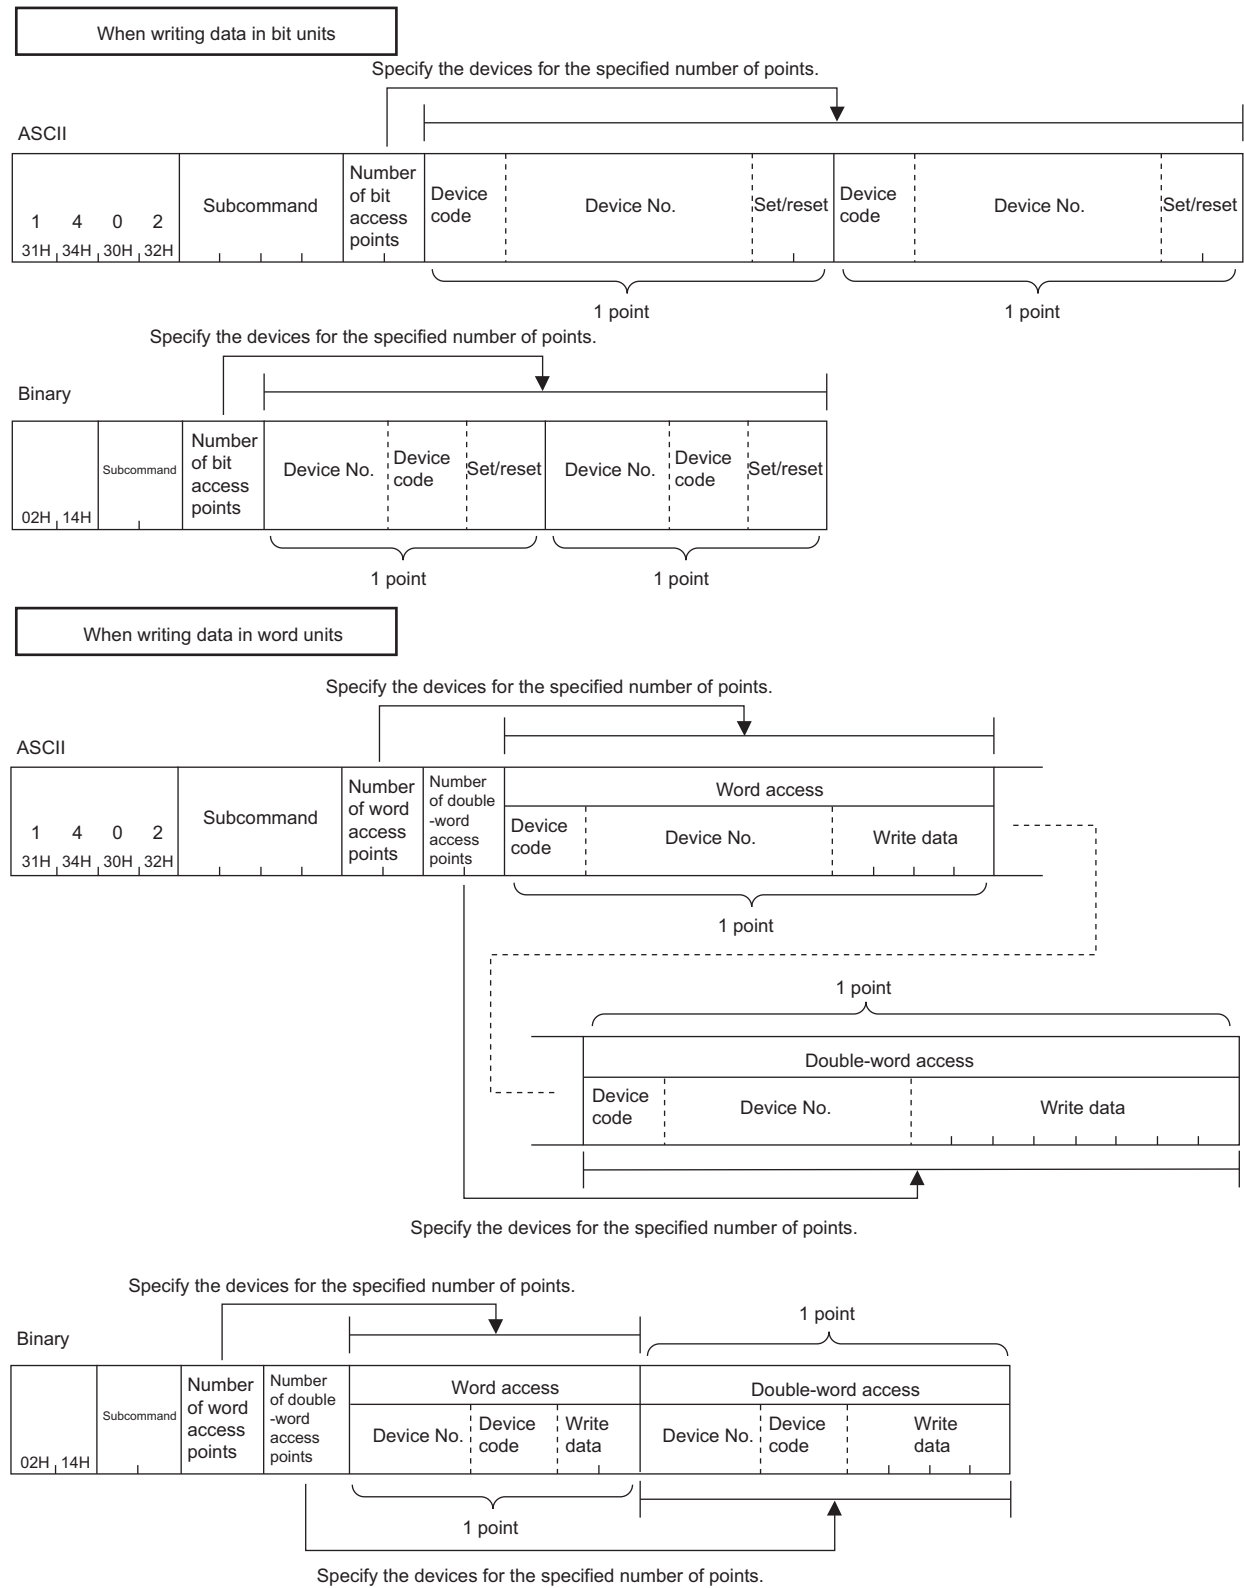 When writing data in bit units
Specify the devices for the specified number of points.
ASCII
1 4 0 2
31H 34H 30H 32H
Subcommand
Number
of bit
access
points
Device
code
Device No.
Set/reset
Device
code
Device No.
Set/reset
1 point
1 point
Specify the devices for the specified number of points.
Binary
02H 14H
Subcommand
Number
of bit
access
points
Device No.
Device
code
Set/reset
Device No.
Device
code
Set/reset
1 point
1 point
When writing data in word units
Specify the devices for the specified number of points.
ASCII
1 4 0 2
31H 34H 30H 32H
Subcommand
Number
of word
access
points
Number
of double
-word
access
points
Word access
Device
code
Device No.
Write data
1 point
1 point
Double-word access
Device
code
Device No.
Write data
Specify the devices for the specified number of points.
Specify the devices for the specified number of points.
1 point
Binary
02H 14H
Subcommand
Number
of word
access
points
Number
of double
-word
access
points
Word access
Device No.
Device
code
Write
data
Double-word access
Device No.
Device
code
Write
data
1 point
Specify the devices for the specified number of points.